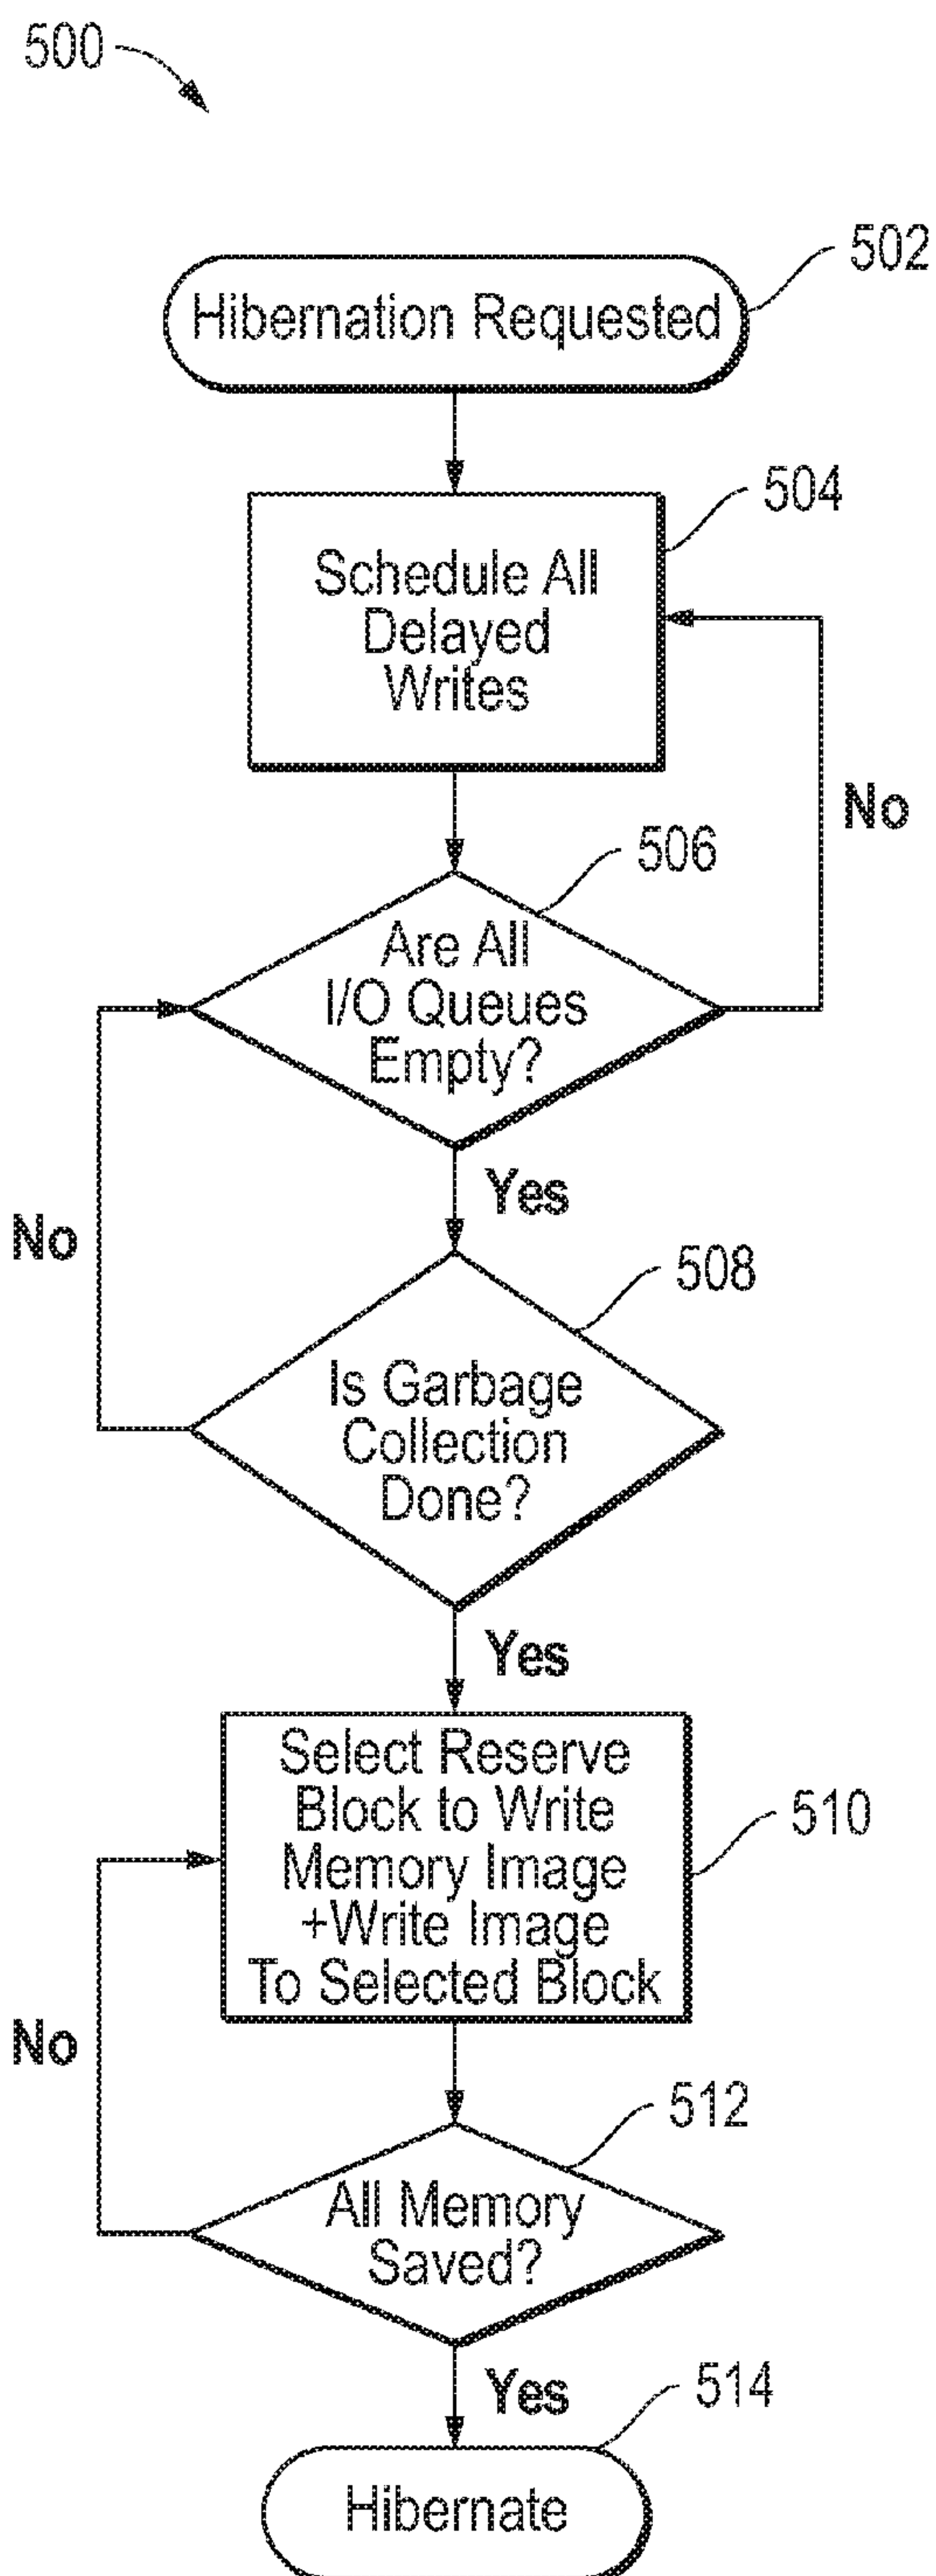 500
502
Hibernation Requested
504
Schedule All
Delayed
Writes
No
506
Are All
I/O Queues
Empty?
Yes
No
508
Is Garbage
Collection
Done?
Yes
Select Reserve
Block to Write
Memory Image
+Write Image
To Selected Block
510
No
512
All Memory
Saved?
Yes
514
Hibernate